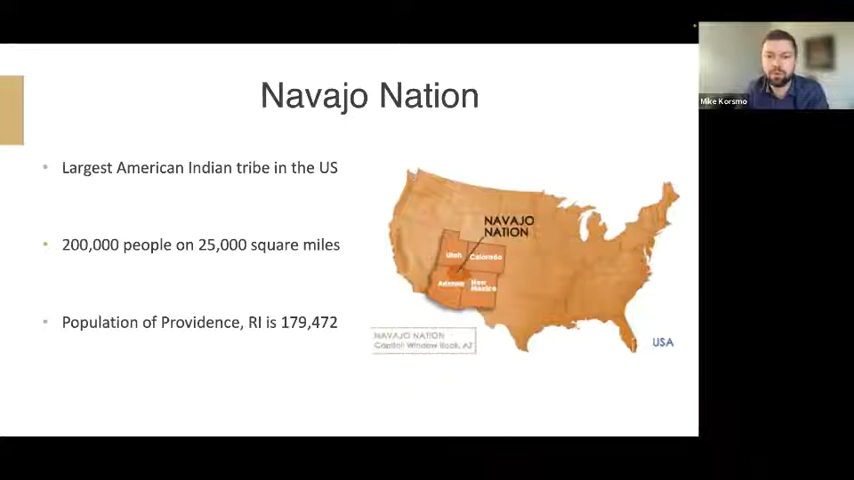 Navajo Nation
Mike Korsmo
• Largest American Indian tribe in the US
• 200,000 people on 25,000 square miles
• Population of Providence, RI is 179,472
NAVAJO
NATION
Utah
Colorado
Arizona
New
Mexico
NAVAJO NATION
Capitol: Window Rock, AZ
USA